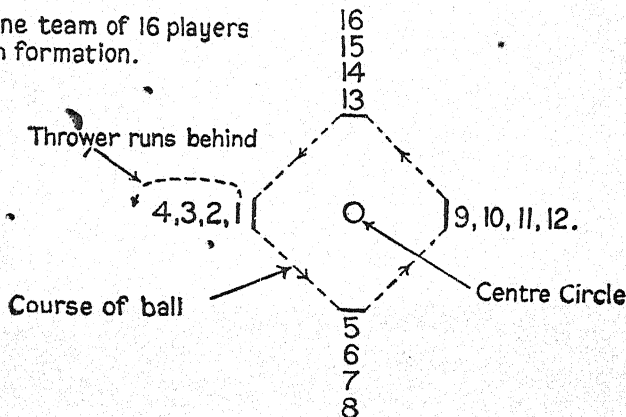 ne team of 16 players
formation.
16
15
14
13
Thrower runs behind
4,3,2,1
9, 10, 11, 12.
Course of ball
Centre Circle
5
6
7
8